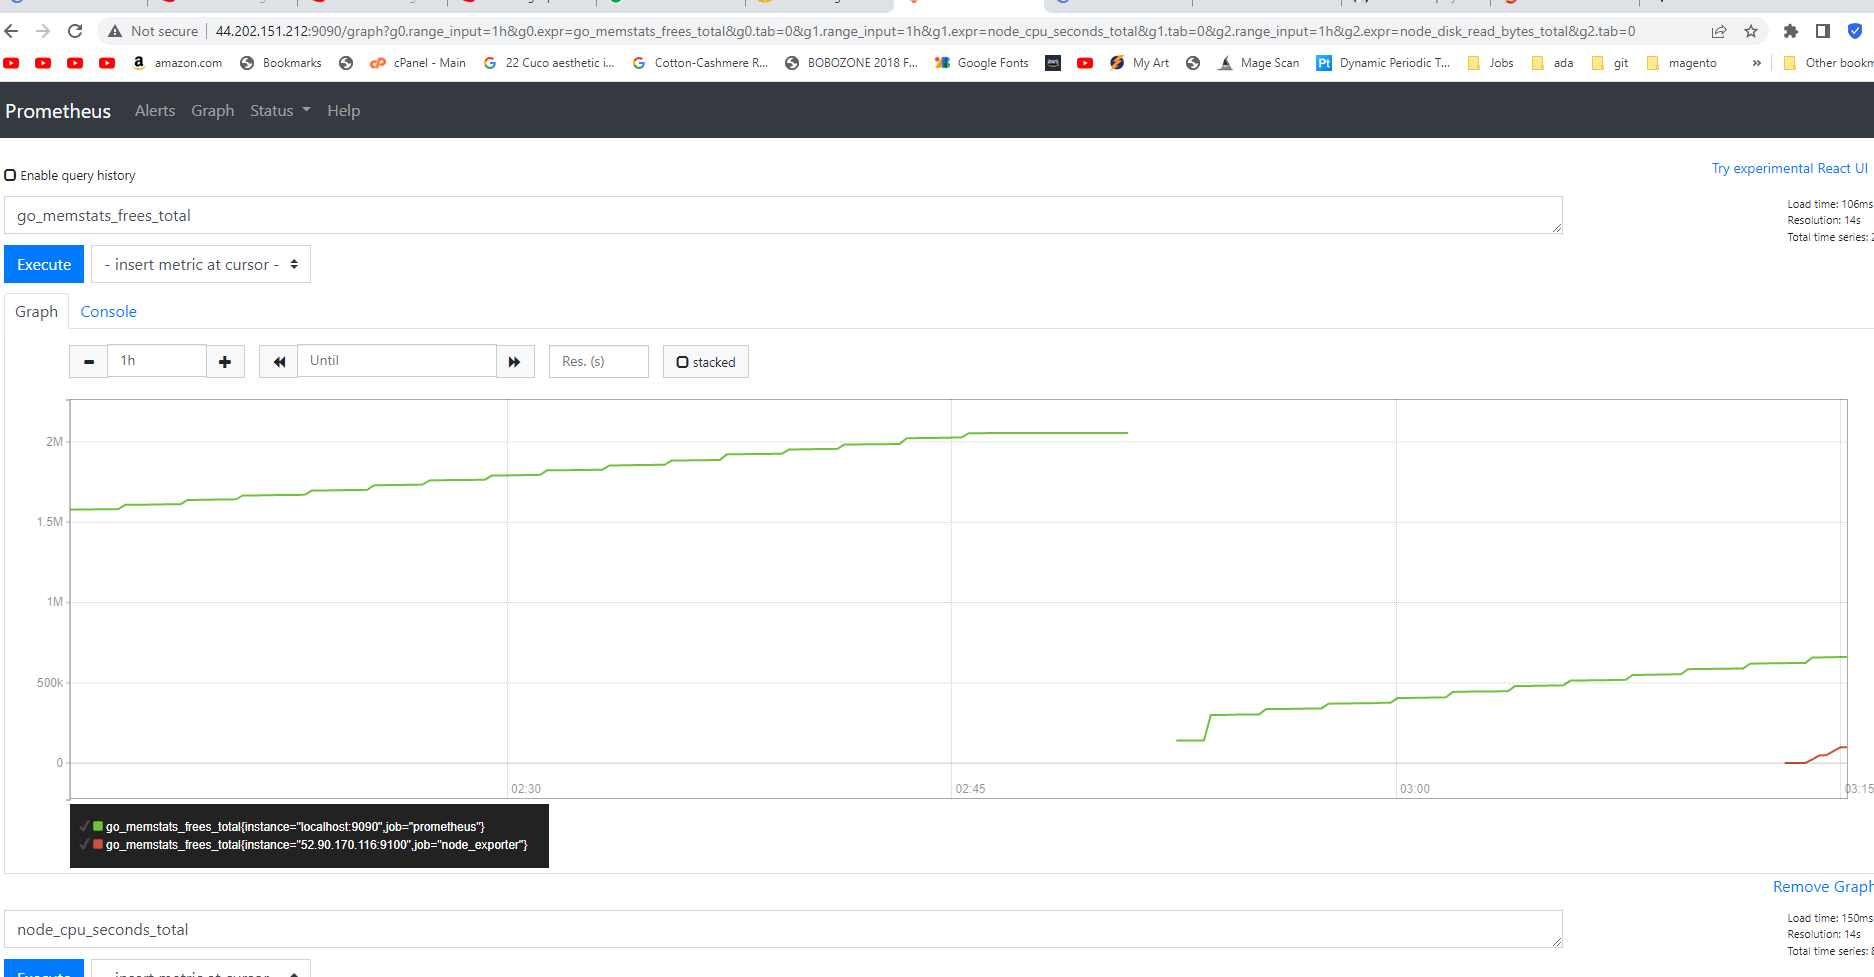 Not secure | 44.202.151.212:9090/graph?g0.range_input=1h&g0.expr=go_memstats_frees_total&g0.tab=0&g1.range_input=1h&g1.expr=node_cpu_seconds_total&g1.tab=0&g2.range_input=1h&g2.expr=node_disk_read_bytes_total&g2.tab=0
amazon.com Bookmarks cPanel - Main 22 Cuco aesthetic i... Cotton-Cashmere R... BOBOZONE 2018 F... Google Fonts aws My Art Mage Scan Pt Dynamic Periodic T... Jobs ada git magento » Other bookm
Prometheus Alerts Graph Status Help
Enable query history
Try experimental React UI
go_memstats_frees_total
Load time: 106ms
Resolution: 14s
Total time series: 2
Execute - insert metric at cursor -
Graph Console
1h Until Res. (s) stacked
2M
1.5M
1M
500k
0
02:30 02:45 03:00 03:15
go_memstats_frees_total{instance="localhost:9090",job="prometheus"}
go_memstats_frees_total{instance="52.90.170.116:9100",job="node_exporter"}
Remove Graph
node_cpu_seconds_total
Load time: 150ms
Resolution: 14s
Total time series: 8
Execute - insert metric at cursor -